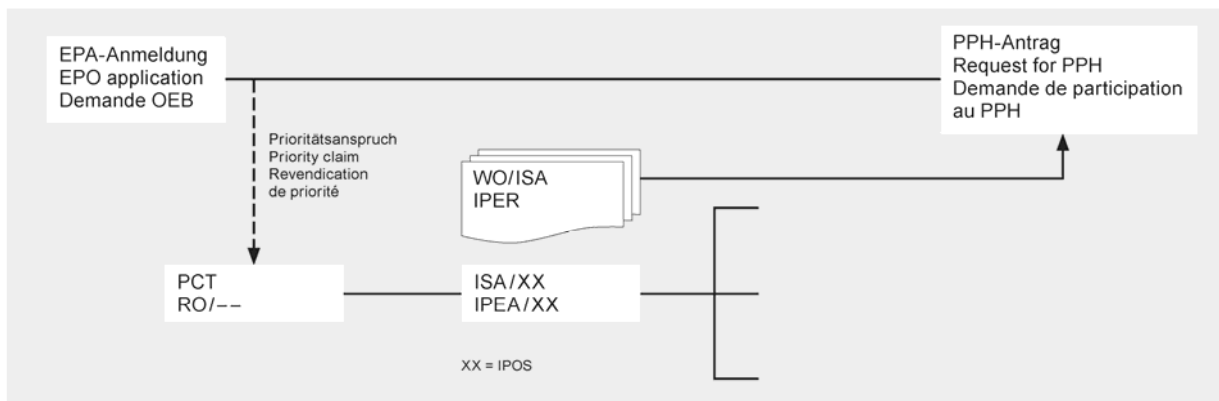 EPA-Anmeldung
EPO application
Demande OEB
PPH-Antrag
Request for PPH
Demande de participation
au PPH
Prioritätsanspruch
Priority claim
Revendication
de priorité
WO/ISA
IPER
PCT
RO/––
ISA/XX
IPEA/XX
XX = IPOS